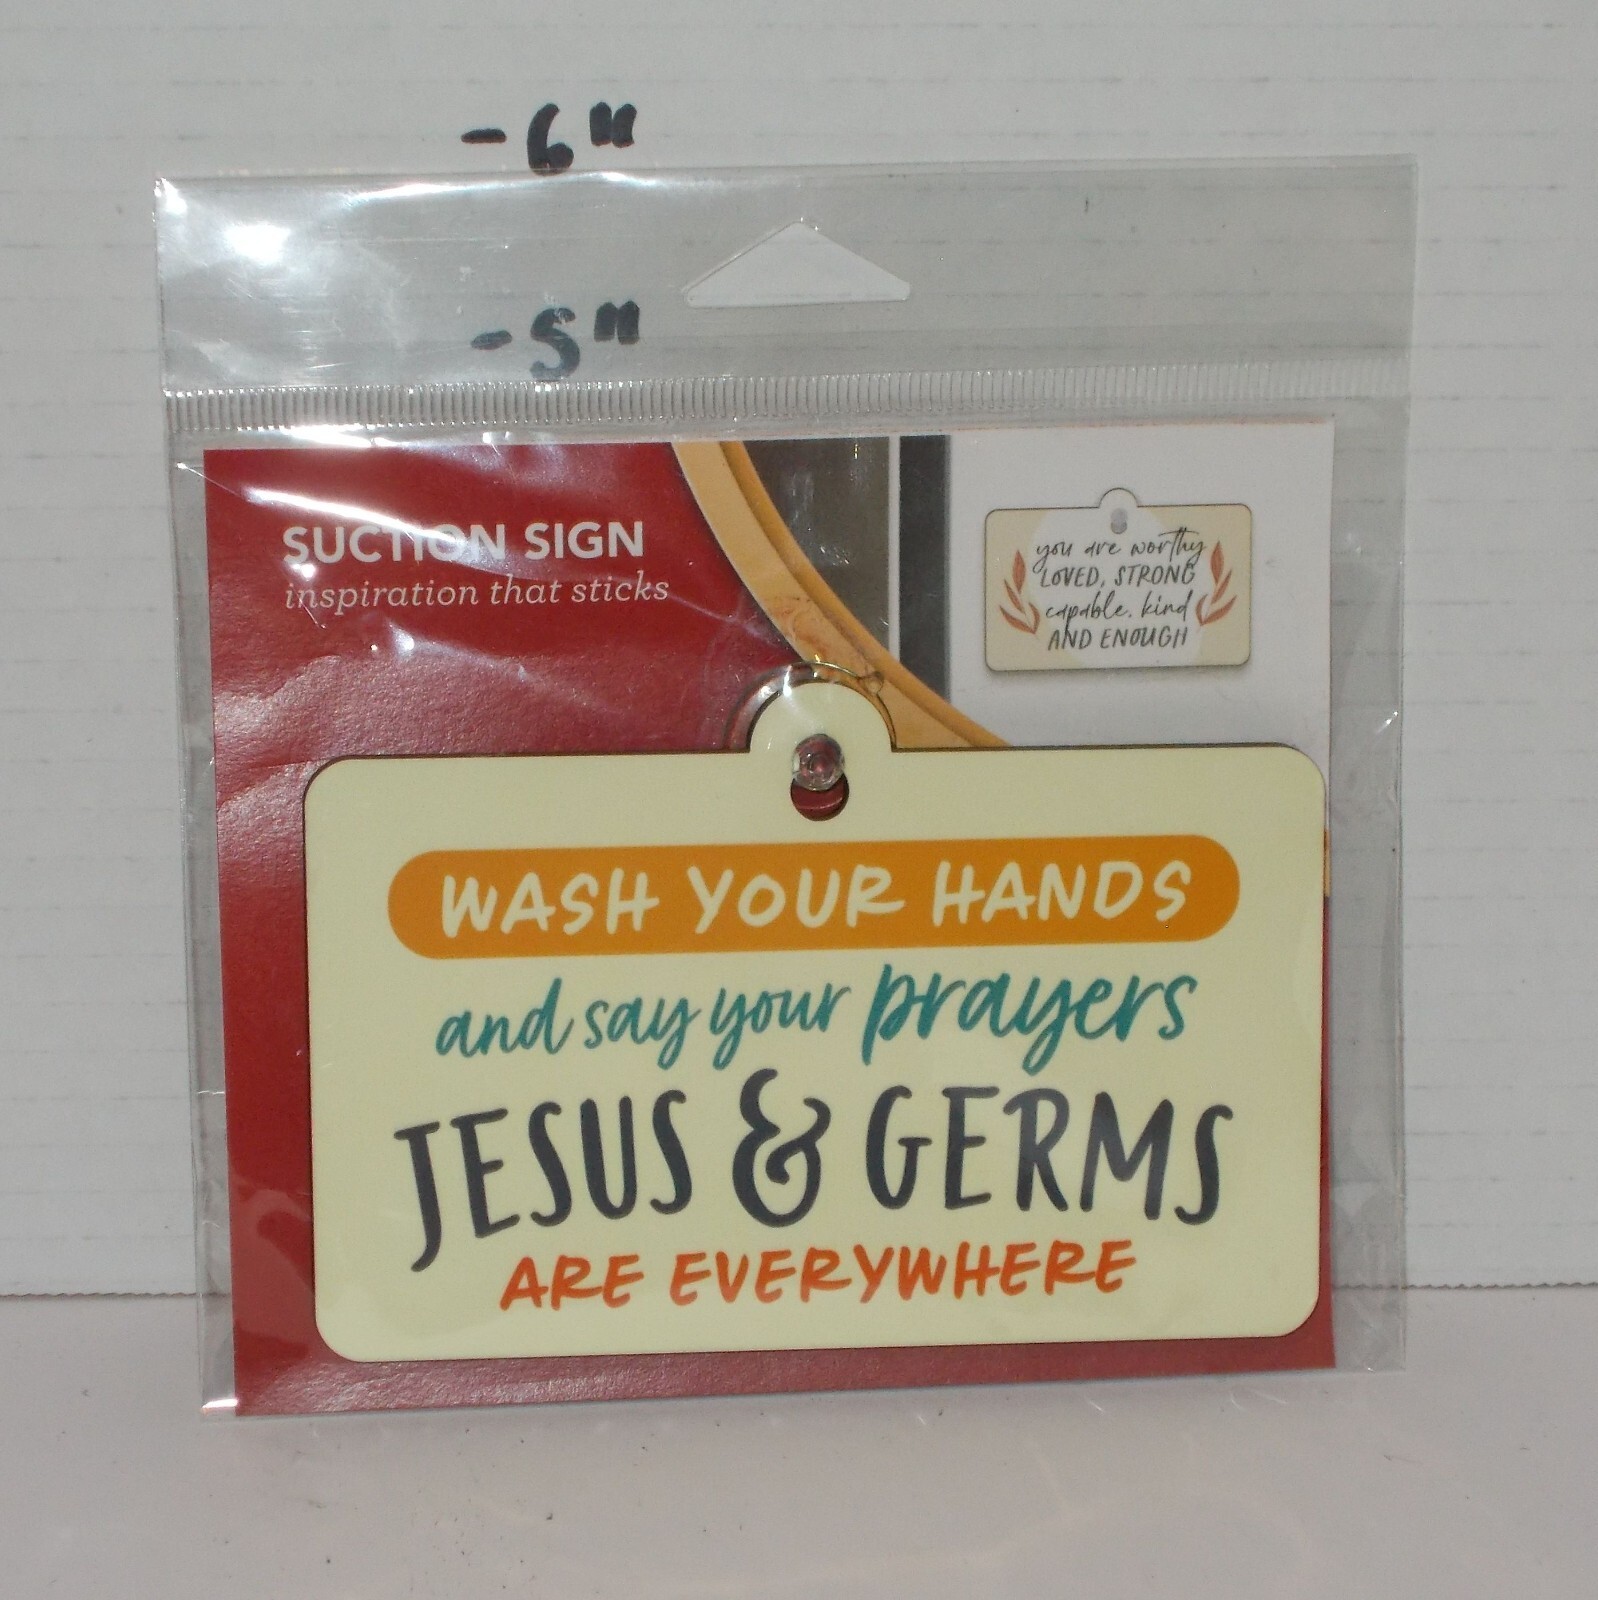 - 6"
- 5"
SUCTION SIGN
inspiration that sticks
you are worthy
LOVED, STRONG
capable. kind
AND ENOUGH
WASH YOUR HANDS
and say your prayers
JESUS & GERMS
ARE EVERYWHERE